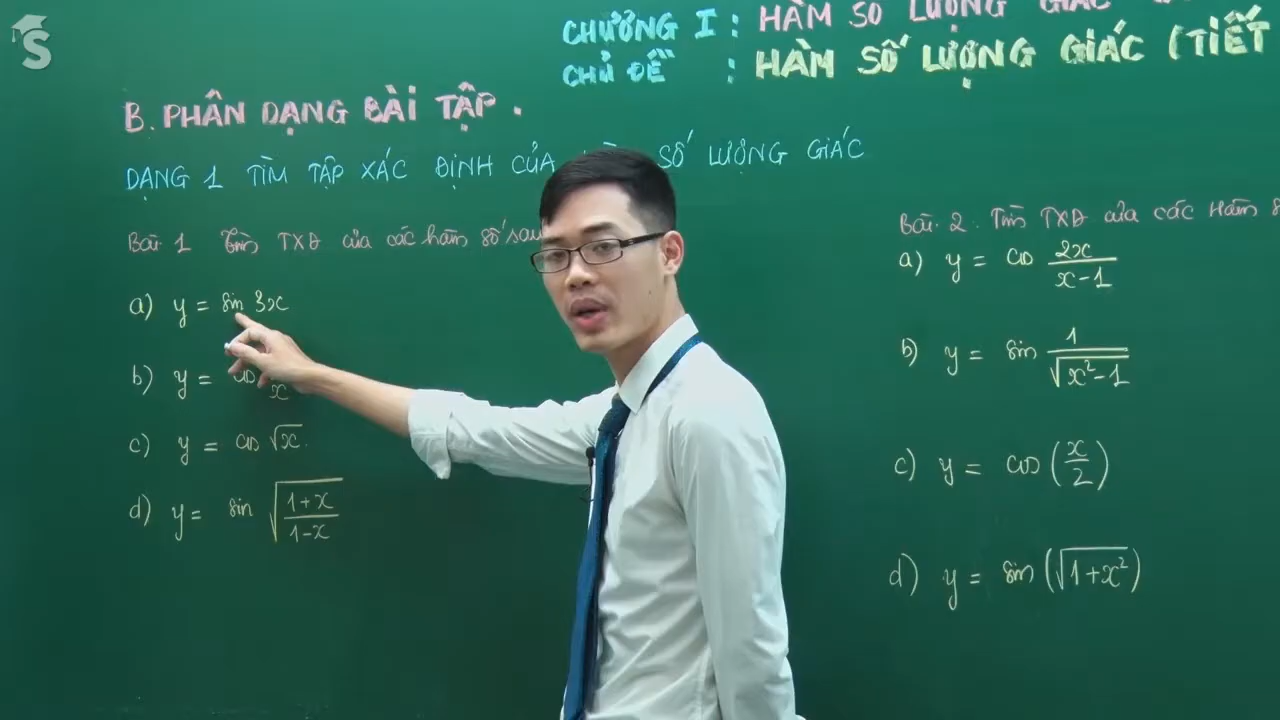 CHƯƠNG I : HÀM SỐ LƯỢNG GIÁC
CHỦ ĐỀ : HÀM SỐ LƯỢNG GIÁC (TIẾT
B. PHÂN DẠNG BÀI TẬP.
DẠNG 1 TÌM TẬP XÁC ĐỊNH CỦA SỐ LƯỢNG GIÁC
Bài 1 Tìm TXĐ của các hàm số sau
a) y = sin 3x
b) y = cos x
c) y = cos √x.
d) y = sin √((1+x)/(1-x))
Bài 2. Tìm TXĐ của các Hàm
a) y = cos 2x/(x-1)
b) y = sin 1/√(x²-1)
c) y = cos (x/2)
d) y = sin (√(1+x²))
S